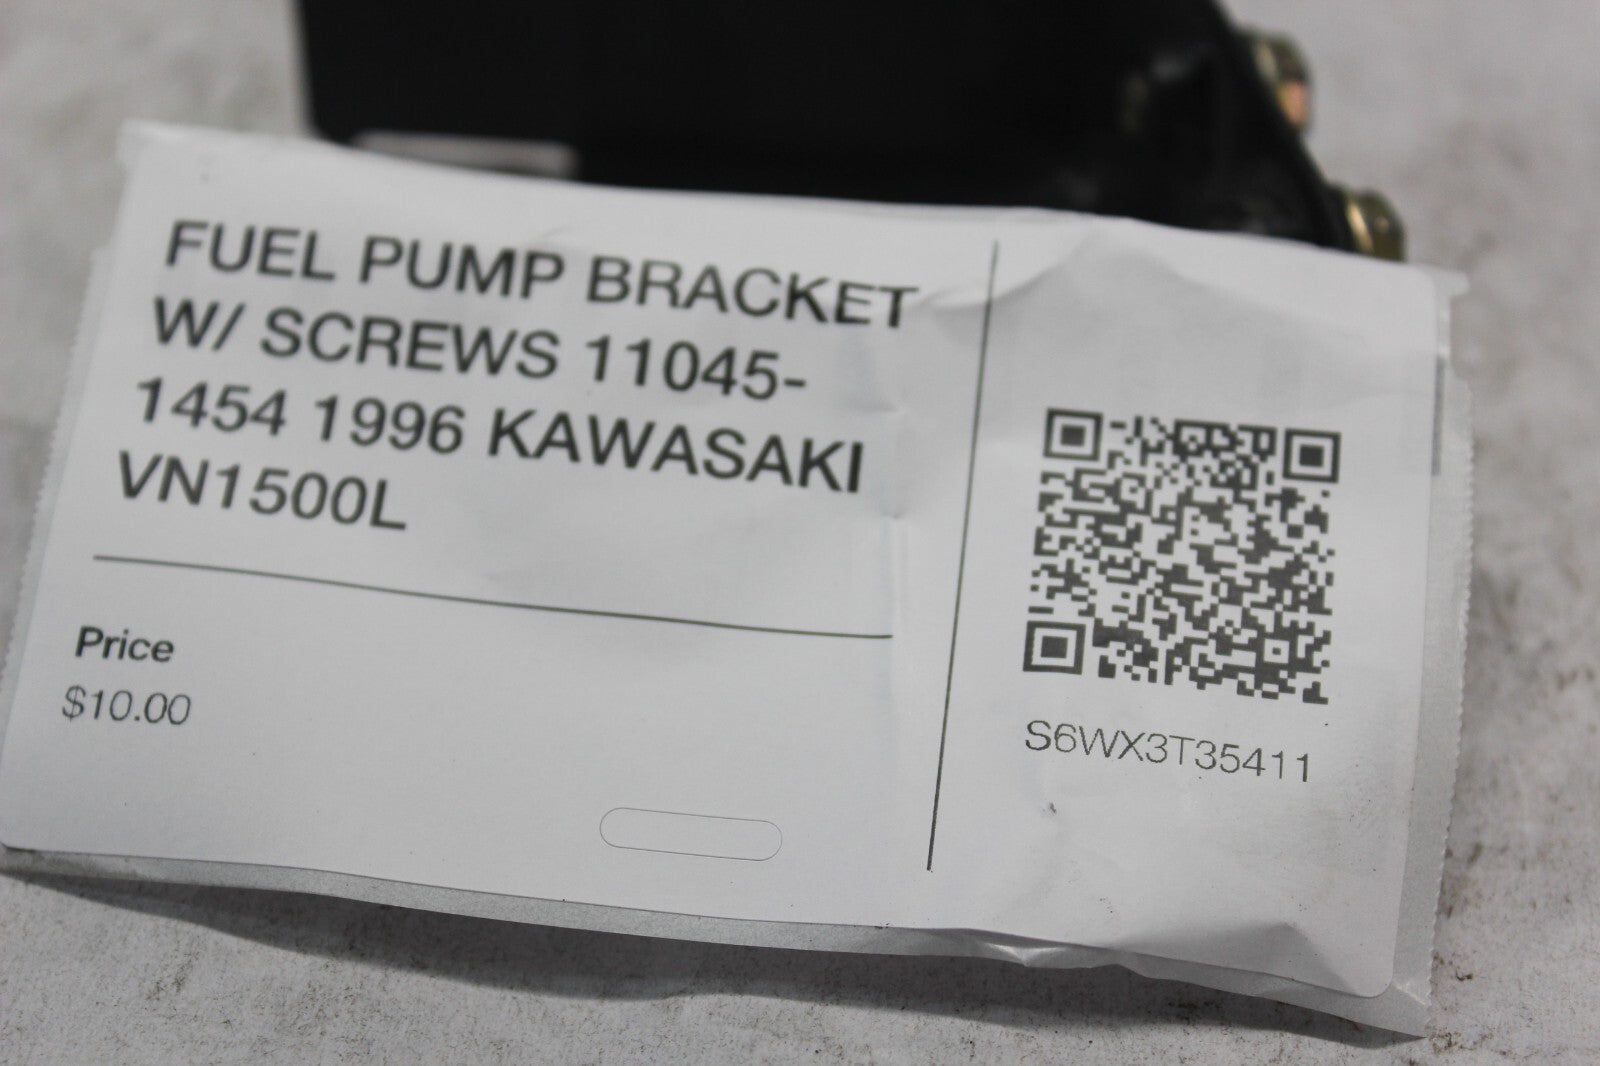 FUEL PUMP BRACKET
W/ SCREWS 11045-
1454 1996 KAWASAKI
VN1500L
Price
$10.00
S6WX3T35411